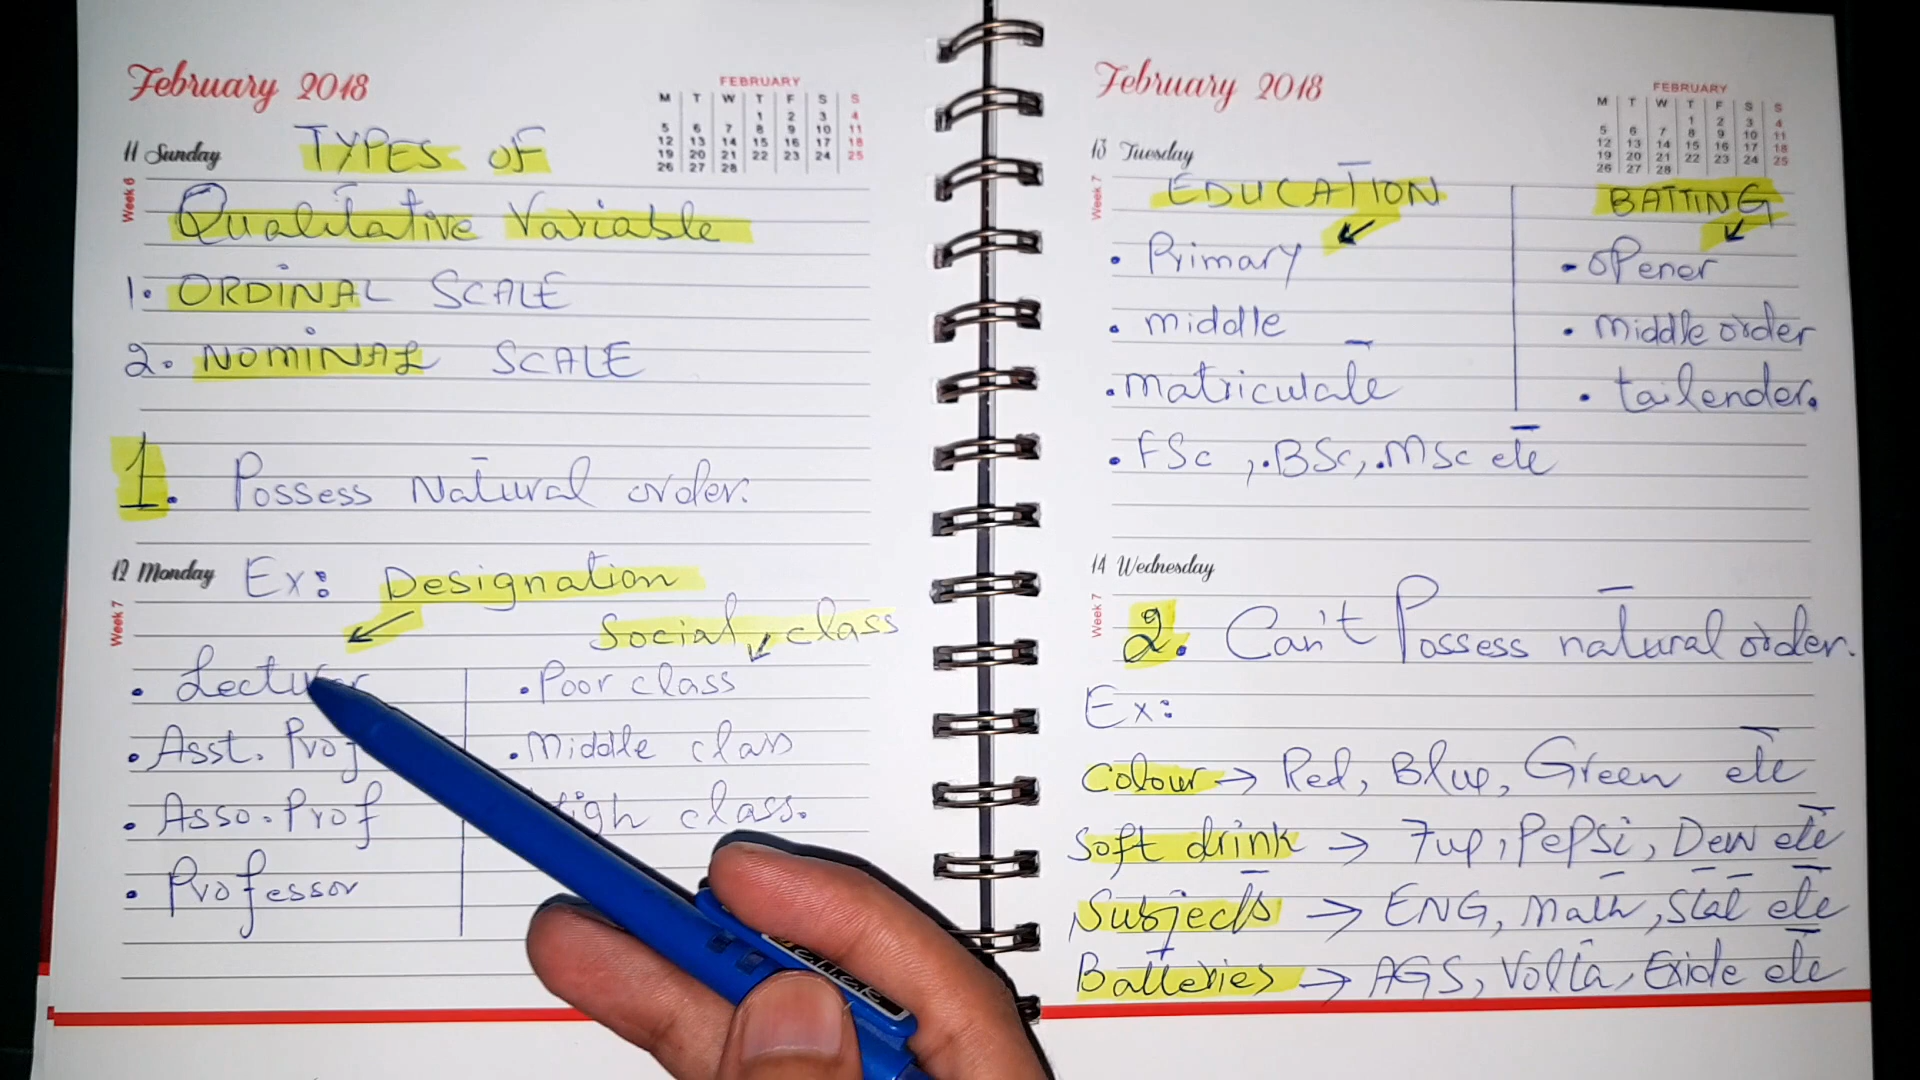 February 2018
FEBRUARY
M T W T F S S
1 2 3 4
5 6 7 8 9 10 11
12 13 14 15 16 17 18
19 20 21 22 23 24 25
26 27 28
11 Sunday
TYPES OF
Week 6
Qualitative Variable
1. ORDINAL SCALE
2. NOMINAL SCALE
1. Possess Natural order.
12 Monday
Ex: Designation
Week 7
Social class
• Lecturer
• Asst. Prof
• Asso. Prof
• Professor
• Poor class
• Middle class
High class.
February 2018
FEBRUARY
M T W T F S S
1 2 3 4
5 6 7 8 9 10 11
12 13 14 15 16 17 18
19 20 21 22 23 24 25
26 27 28
13 Tuesday
Week 7
EDUCATION
• Primary
• middle
• matriculate
• FSc , • BSc, • MSc etc
BATTING
• OPener
• Middle order
• tailender.
14 Wednesday
Week 7
2. Can't Possess natural order.
Ex:
Colour → Red, Blue, Green etc
Soft drink → 7up, PePsi, Dew etc
Subjects → ENG, Math, Stat etc
Batteries → AGS, Volta, Exide etc